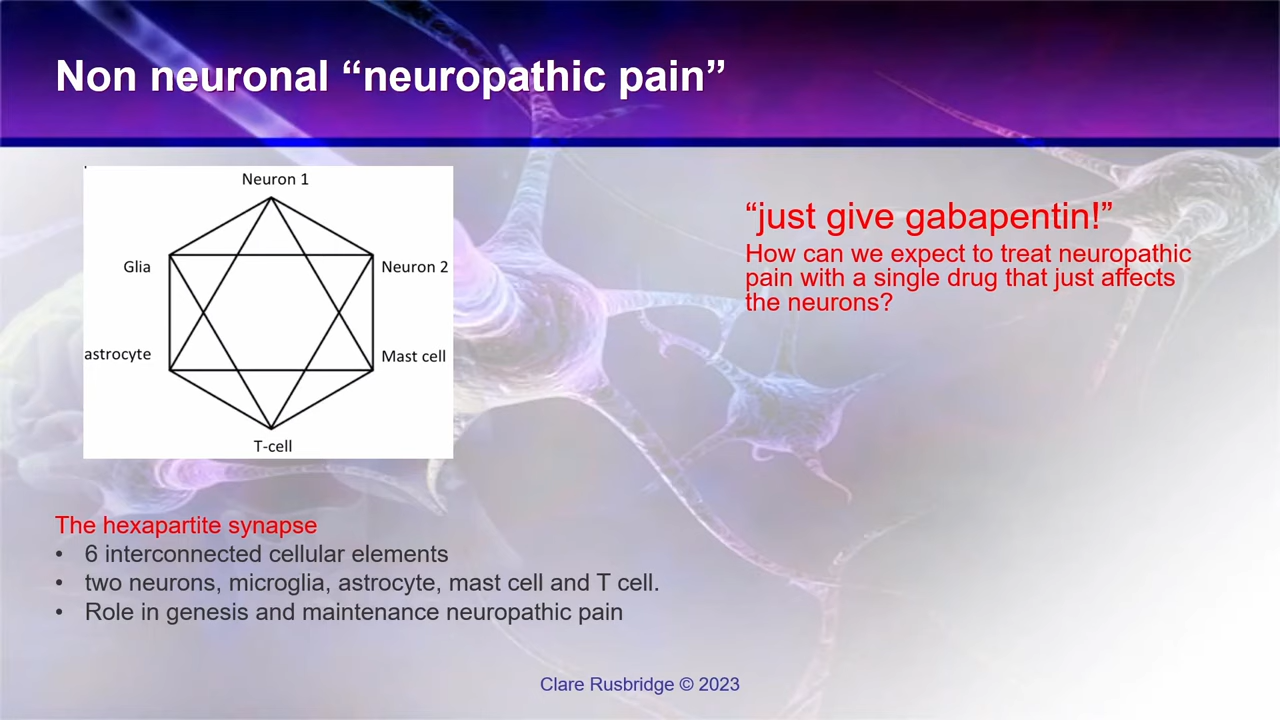 Non neuronal “neuropathic pain”
Neuron 1
Glia
Neuron 2
astrocyte
Mast cell
T-cell
“just give gabapentin!”
How can we expect to treat neuropathic
pain with a single drug that just affects
the neurons?
The hexapartite synapse
• 6 interconnected cellular elements
• two neurons, microglia, astrocyte, mast cell and T cell.
• Role in genesis and maintenance neuropathic pain
Clare Rusbridge © 2023